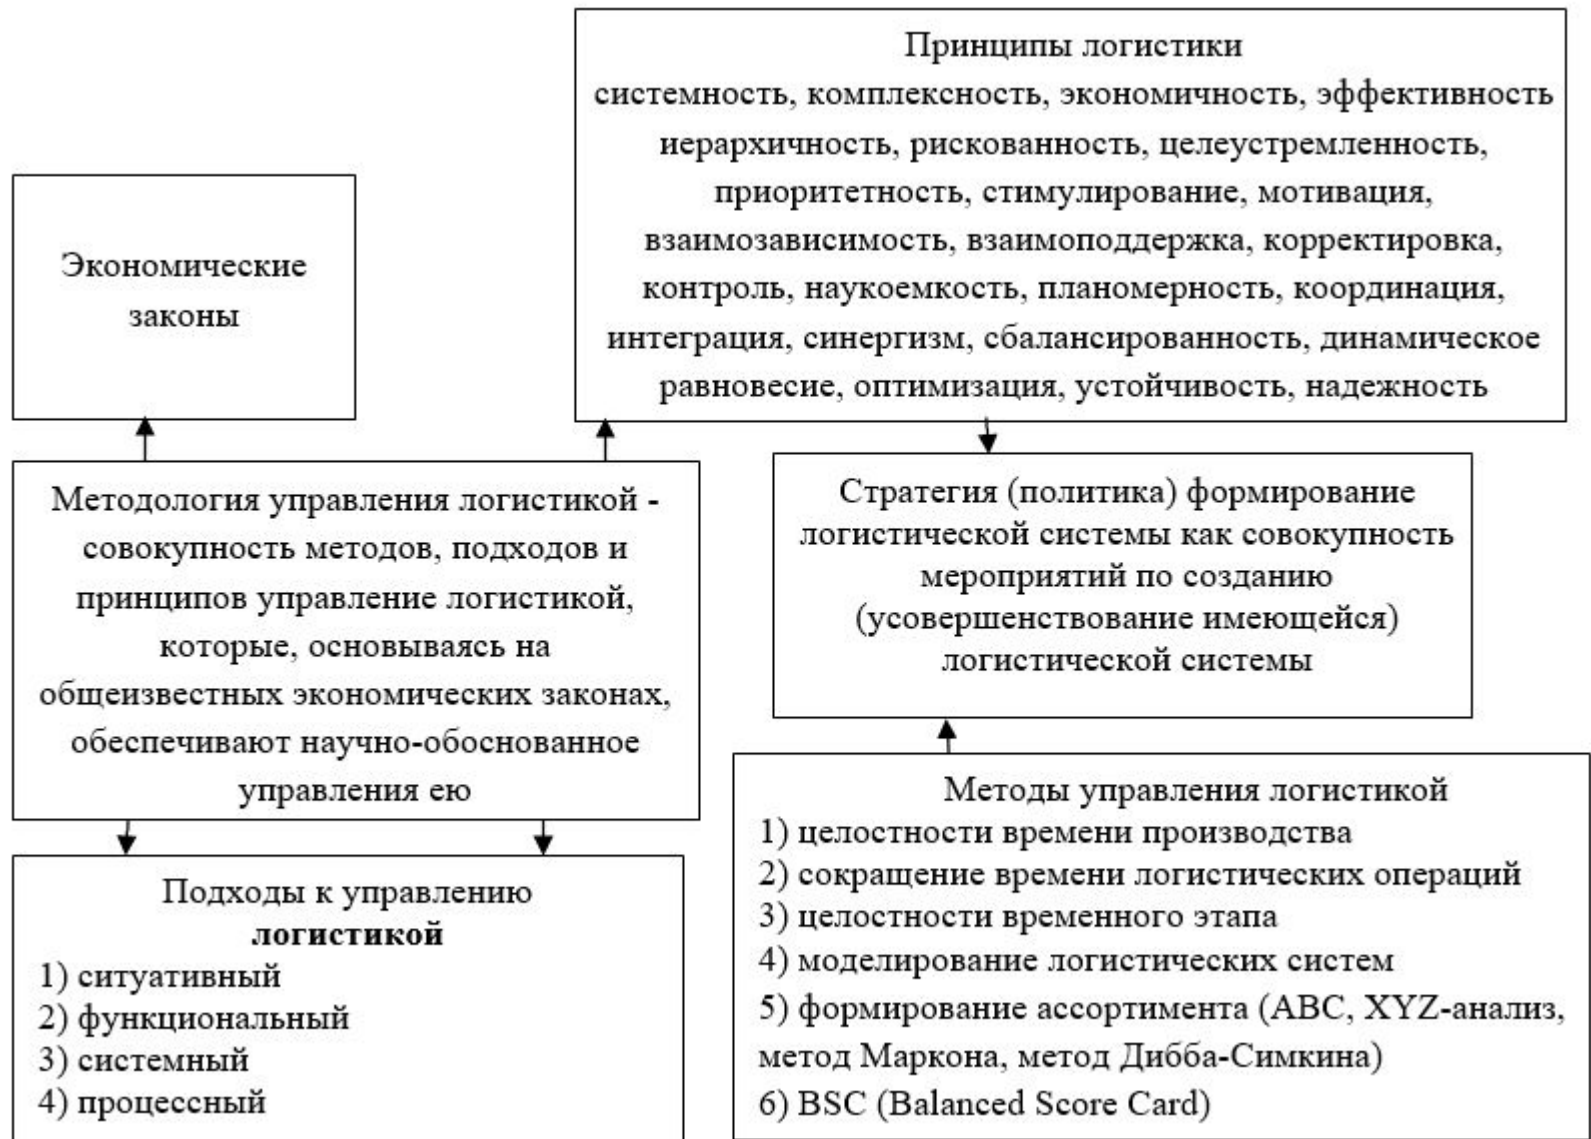 Принципы логистики
системность, комплексность, экономичность, эффективность
иерархичность, рискованность, целеустремленность,
приоритетность, стимулирование, мотивация,
взаимозависимость, взаимоподдержка, корректировка,
контроль, наукоемкость, планомерность, координация,
интеграция, синергизм, сбалансированность, динамическое
равновесие, оптимизация, устойчивость, надежность
Экономические
законы
Методология управления логистикой -
совокупность методов, подходов и
принципов управление логистикой,
которые, основываясь на
общеизвестных экономических законах,
обеспечивают научно-обоснованное
управления ею
Стратегия (политика) формирование
логистической системы как совокупность
мероприятий по созданию
(усовершенствование имеющейся)
логистической системы
Подходы к управлению
логистикой
1) ситуативный
2) функциональный
3) системный
4) процессный
Методы управления логистикой
1) целостности времени производства
2) сокращение времени логистических операций
3) целостности временного этапа
4) моделирование логистических систем
5) формирование ассортимента (ABC, XYZ-анализ,
метод Маркона, метод Дибба-Симкина)
6) BSC (Balanced Score Card)